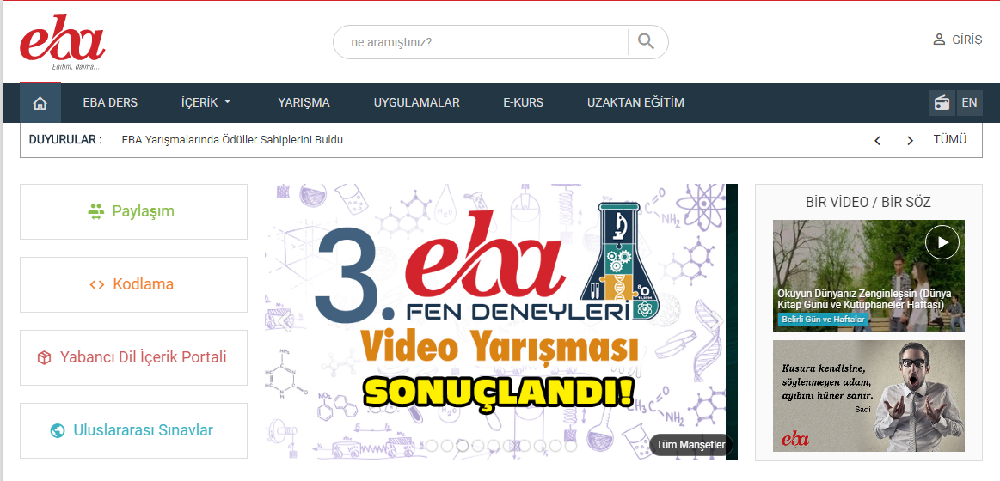 eba
Eğitim, daima...
ne aramıştınız?
GİRİŞ
EBA DERS
İÇERİK
YARIŞMA
UYGULAMALAR
E-KURS
UZAKTAN EĞİTİM
EN
DUYURULAR :
EBA Yarışmalarında Ödüller Sahiplerini Buldu
TÜMÜ
Paylaşım
Kodlama
Yabancı Dil İçerik Portali
Uluslararası Sınavlar
3. eba
FEN DENEYLERİ
Video Yarışması
SONUÇLANDI!
Tüm Manşetler
BİR VİDEO / BİR SÖZ
Okuyun Dünyanız Zenginleşsin (Dünya
Kitap Günü ve Kütüphaneler Haftası)
Belirli Gün ve Haftalar
Kusuru kendisine,
söylenmeyen adam,
ayıbını hüner sanır.
Sadi
eba